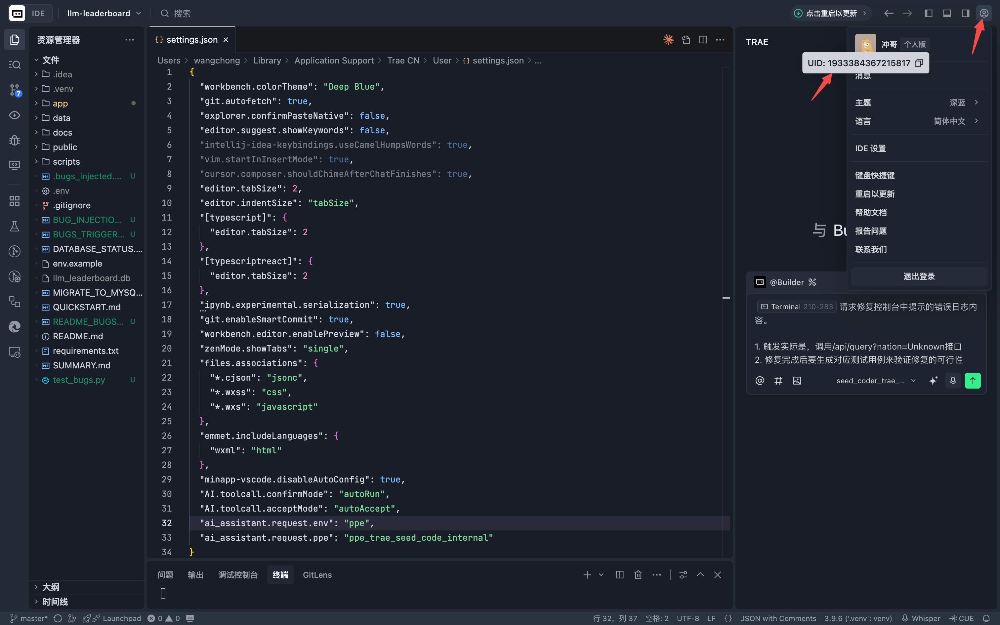 IDE
llm-leaderboard
搜索
点击重启以更新
资源管理器
文件
.idea
.venv
app
data
docs
public
scripts
.bugs_injected.... U
.env
.gitignore
BUG_INJECTIO... U
BUGS_TRIGGER... U
DATABASE_STATUS....
env.example
llm_leaderboard.db
MIGRATE_TO_MYSQ...
QUICKSTART.md
README_BUGS... U
README.md
requirements.txt
SUMMARY.md
test_bugs.py U
大纲
时间线
7
{} settings.json
Users > wangchong > Library > Application Support > Trae CN > User > {} settings.json > ...
1 {
2 "workbench.colorTheme": "Deep Blue",
3 "git.autofetch": true,
4 "explorer.confirmPasteNative": false,
5 "editor.suggest.showKeywords": false,
6 "intellij-idea-keybindings.useCamelHumpsWords": true,
7 "vim.startInInsertMode": true,
8 "cursor.composer.shouldChimeAfterChatFinishes": true,
9 "editor.tabSize": 2,
10 "editor.indentSize": "tabSize",
11 "[typescript]": {
12 "editor.tabSize": 2
13 },
14 "[typescriptreact]": {
15 "editor.tabSize": 2
16 },
17 "ipynb.experimental.serialization": true,
18 "git.enableSmartCommit": true,
19 "workbench.editor.enablePreview": false,
20 "zenMode.showTabs": "single",
21 "files.associations": {
22 "*.cjson": "jsonc",
23 "*.wxss": "css",
24 "*.wxs": "javascript"
25 },
26 "emmet.includeLanguages": {
27 "wxml": "html"
28 },
29 "minapp-vscode.disableAutoConfig": true,
30 "AI.toolcall.confirmMode": "autoRun",
31 "AI.toolcall.acceptMode": "autoAccept",
32 "ai_assistant.request.env": "ppe",
33 "ai_assistant.request.ppe": "ppe_trae_seed_code_internal"
34 }
问题 输出 调试控制台 终端 GitLens
TRAE
冲哥 个人版
UID: 1933384367215817
消息
主题 深蓝
语言 简体中文
IDE 设置
键盘快捷键
重启以更新
帮助文档
报告问题
联系我们
退出登录
与 Bu
@Builder
Terminal 210-283 请求修复控制台中提示的错误日志内
容。
1. 触发实际是，调用/api/query?nation=Unknown接口
2. 修复完成后要生成对应测试用例来验证修复的可行性
@ # seed_coder_trae_...
master* Launchpad 0 0
行 32，列 37 空格: 2 UTF-8 LF {} JSON with Comments 3.9.6 ('.venv': venv) Whisper CUE